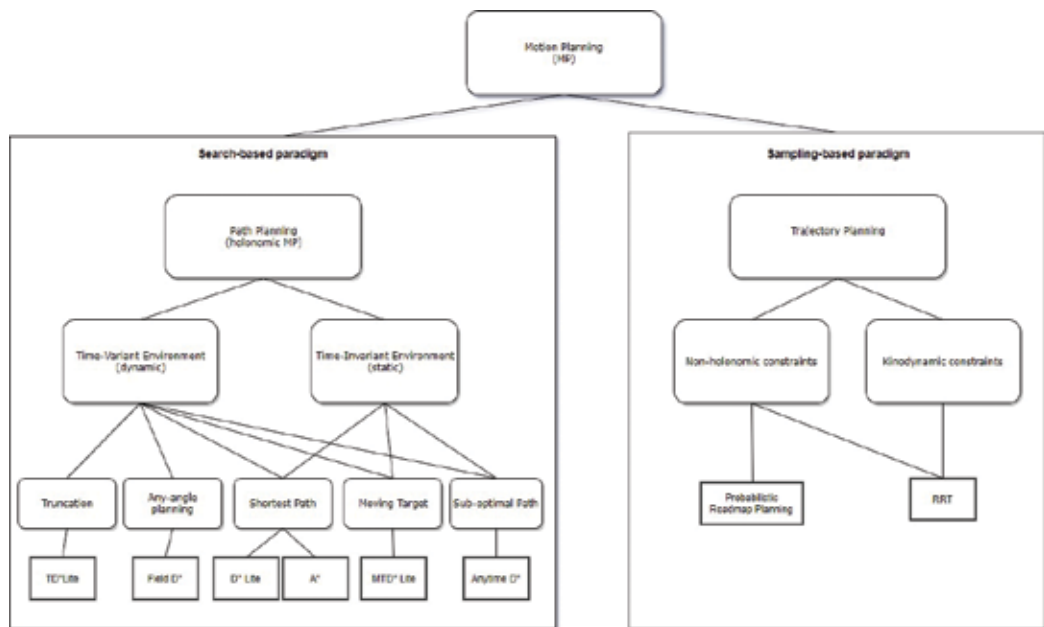 Motion Planning
(MP)
Search-based paradigm
Sampling-based paradigm
Path Planning
(holonomic MP)
Trajectory Planning
Time-Variant Environment
(dynamic)
Time-Invariant Environment
(static)
Non-holonomic constraints
Kinodynamic constraints
Truncation
Any-angle
planning
Shortest Path
Moving Target
Sub-optimal Path
Probabilistic
Roadmap Planning
RRT
TD*Lite
Field D*
D* Lite
A*
MTD* Lite
Anytime D*